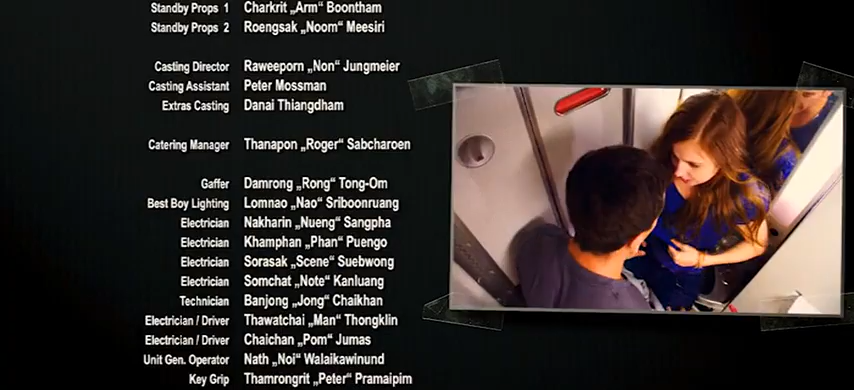 Standby Props 1 Charkrit „Arm“ Boontham
Standby Props 2 Roengsak „Noom“ Meesiri
Casting Director Raweeporn „Non“ Jungmeier
Casting Assistant Peter Mossman
Extras Casting Danai Thiangdham
Catering Manager Thanapon „Roger“ Sabcharoen
Gaffer Damrong „Rong“ Tong-Om
Best Boy Lighting Lomnao „Nao“ Sriboonruang
Electrician Nakharin „Nueng“ Sangpha
Electrician Khamphan „Phan“ Puengo
Electrician Sorasak „Scene“ Suebwong
Electrician Somchat „Note“ Kanluang
Technician Banjong „Jong“ Chaikhan
Electrician / Driver Thawatchai „Man“ Thongklin
Electrician / Driver Chaichan „Pom“ Jumas
Unit Gen. Operator Nath „Noi“ Walaikawinund
Key Grip Thamrongrit „Peter“ Pramaipim